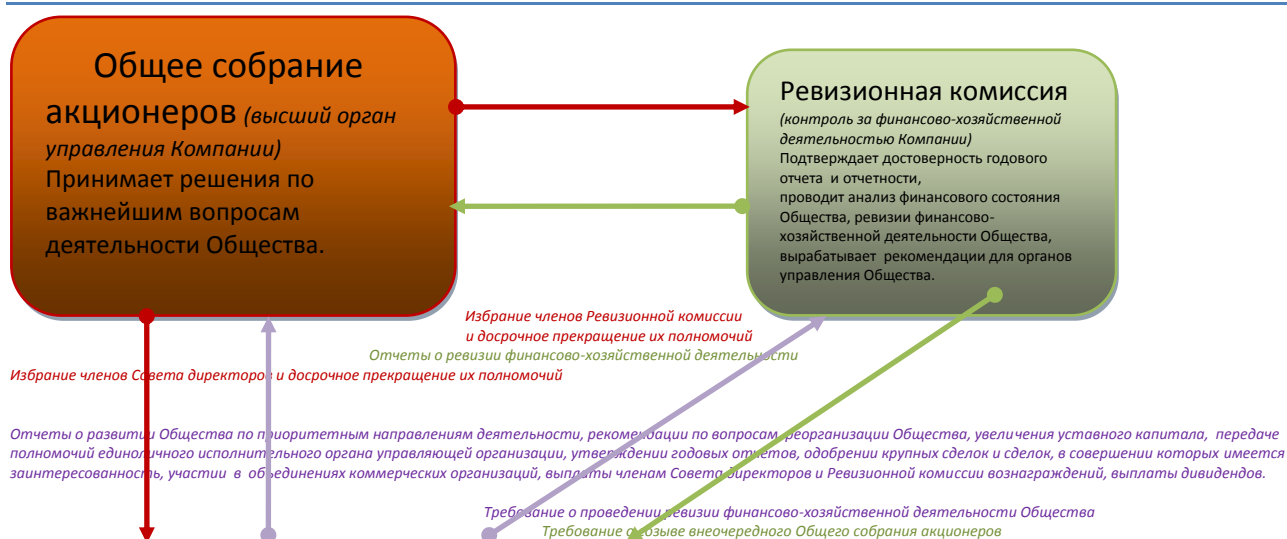 Общее собрание
акционеров (высший орган
управления Компании)
Принимает решения по
важнейшим вопросам
деятельности Общества.
Ревизионная комиссия
(контроль за финансово-хозяйственной
деятельностью Компании)
Подтверждает достоверность годового
отчета и отчетности,
проводит анализ финансового состояния
Общества, ревизии финансово-
хозяйственной деятельности Общества,
вырабатывает рекомендации для органов
управления Общества.
Избрание членов Ревизионной комиссии
и досрочное прекращение их полномочий
Отчеты о ревизии финансово-хозяйственной деятельности
Избрание членов Совета директоров и досрочное прекращение их полномочий
Отчеты о развитии Общества по приоритетным направлениям деятельности, рекомендации по вопросам реорганизации Общества, увеличения уставного капитала, передаче
полномочий единоличного исполнительного органа управляющей организации, утверждении годовых отчетов, одобрении крупных сделок и сделок, в совершении которых имеется
заинтересованность, участии в объединениях коммерческих организаций, выплаты членам Совета директоров и Ревизионной комиссии вознаграждений, выплаты дивидендов.
Требование о проведении ревизии финансово-хозяйственной деятельности Общества
Требование о созыве внеочередного Общего собрания акционеров